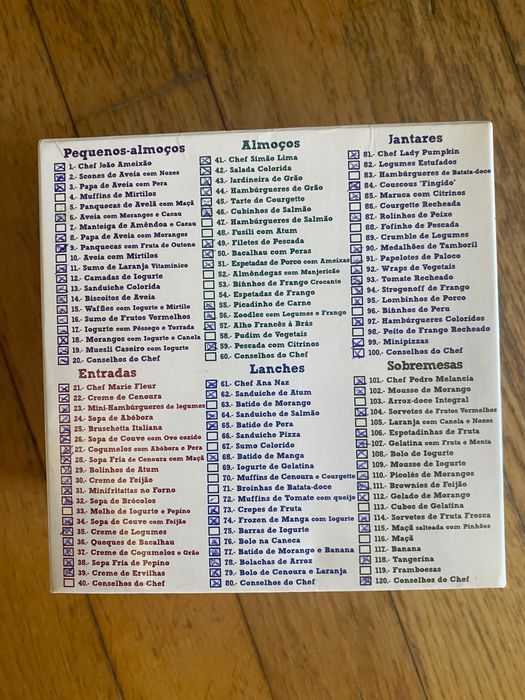 Pequenos-almoços
1.- Chef João Ameixão
2.- Scones de Aveia com Nozes
3.- Papa de Aveia com Pera
4.- Muffins de Mirtilos
5.- Panquecas de Avelã com Maçã
6.- Aveia com Morangos e Cacau
7.- Manteiga de Amêndoa e Cacau
8.- Papa de Aveia com Morangos
9.- Panquecas com Fruta de Outono
10.- Aveia com Mirtilos
11.- Sumo de Laranja Vitamínico
12.- Camadas de Iogurte
13.- Sanduiche Colorida
14.- Biscoitos de Aveia
15.- Waffles com Iogurte e Mirtilo
16.- Sumo de Frutos Vermelhos
17.- Iogurte com Pêssego e Torrada
18.- Morangos com Iogurte e Canela
19.- Muesli Caseiro com Iogurte
20.- Conselhos do Chef
Almoços
41.- Chef Simão Lima
42.- Salada Colorida
43.- Jardineira de Grão
44.- Hambúrgueres de Grão
45.- Tarte de Courgette
46.- Cubinhos de Salmão
47.- Hambúrgueres de Salmão
48.- Fusili com Atum
49.- Filetes de Pescada
50.- Bacalhau com Peras
51.- Espetadas de Porco com Ameixas
52.- Almôndegas com Manjericão
53.- Bifinhos de Frango Crocante
54.- Espetadas de Frango
55.- Picadinho de Carne
56.- Zoodles com Legumes e Frango
57.- Alho Francês à Brás
58.- Pudim de Vegetais
59.- Pescada com Citrinos
60.- Conselhos do Chef
Jantares
81.- Chef Lady Pumpkin
82.- Legumes Estufados
83.- Hambúrgueres de Batata-doce
84.- Couscous "Fingido"
85.- Maruca com Citrinos
86.- Courgette Recheada
87.- Rolinhos de Peixe
88.- Fofinho de Pescada
89.- Crumble de Legumes
90.- Medalhões de Tamboril
91.- Papelotes de Paloco
92.- Wraps de Vegetais
93.- Tomate Recheado
94.- Strogonoff de Frango
95.- Lombinhos de Porco
96.- Bifinhos de Peru
97.- Hambúrgueres Coloridos
98.- Peito de Frango Recheado
99.- Minipizzas
100.- Conselhos do Chef
Entradas
21.- Chef Marie Fleur
22.- Creme de Cenoura
23.- Mini-Hambúrgueres de legumes
24.- Sopa de Abóbora
25.- Bruschetta Italiana
26.- Sopa de Couve com Ovo cozido
27.- Cogumelos com Abóbora e Pera
28.- Sopa Fria de Cenoura com Maçã
29.- Bolinhos de Atum
30.- Creme de Feijão
31.- Minifritattas no Forno
32.- Sopa de Brócolos
33.- Molho de Iogurte e Pepino
34.- Sopa de Couve com Feijão
35.- Creme de Legumes
36.- Queques de Bacalhau
37.- Creme de Cogumelos e Grão
38.- Sopa Fria de Pepino
39.- Creme de Ervilhas
40.- Conselhos do Chef
Lanches
61.- Chef Ana Naz
62.- Sanduiche de Atum
63.- Batido de Morango
64.- Sanduiche de Salmão
65.- Batido de Pera
66.- Sanduiche Pizza
67.- Sumo Colorido
68.- Batido de Manga
69.- Iogurte de Gelatina
70.- Muffins de Cenoura e Courgette
71.- Broinhas de Batata-doce
72.- Muffins de Tomate com queijo
73.- Crepes de Fruta
74.- Frozen de Manga com Iogurte
75.- Barras de Iogurte
76.- Bolo na Caneca
77.- Batido de Morango e Banana
78.- Bolachas de Arroz
79.- Bolo de Cenoura e Laranja
80.- Conselhos do Chef
Sobremesas
101.- Chef Pedro Melancia
102.- Mousse de Morango
103.- Arroz-doce Integral
104.- Sorvetes de Frutos Vermelhos
105.- Laranja com Canela e Nozes
106.- Espetadinhas de Fruta
107.- Gelatina com Fruta e Menta
108.- Bolo de Iogurte
109.- Mousse de Iogurte
110.- Picolés de Morango
111.- Brownies de Feijão
112.- Gelado de Morango
113.- Cubos de Gelatina
114.- Sorvetes de Fruta Fresca
115.- Maçã salteada com Pinhões
116.- Maçã
117.- Banana
118.- Tangerina
119.- Framboesas
120.- Conselhos do Chef